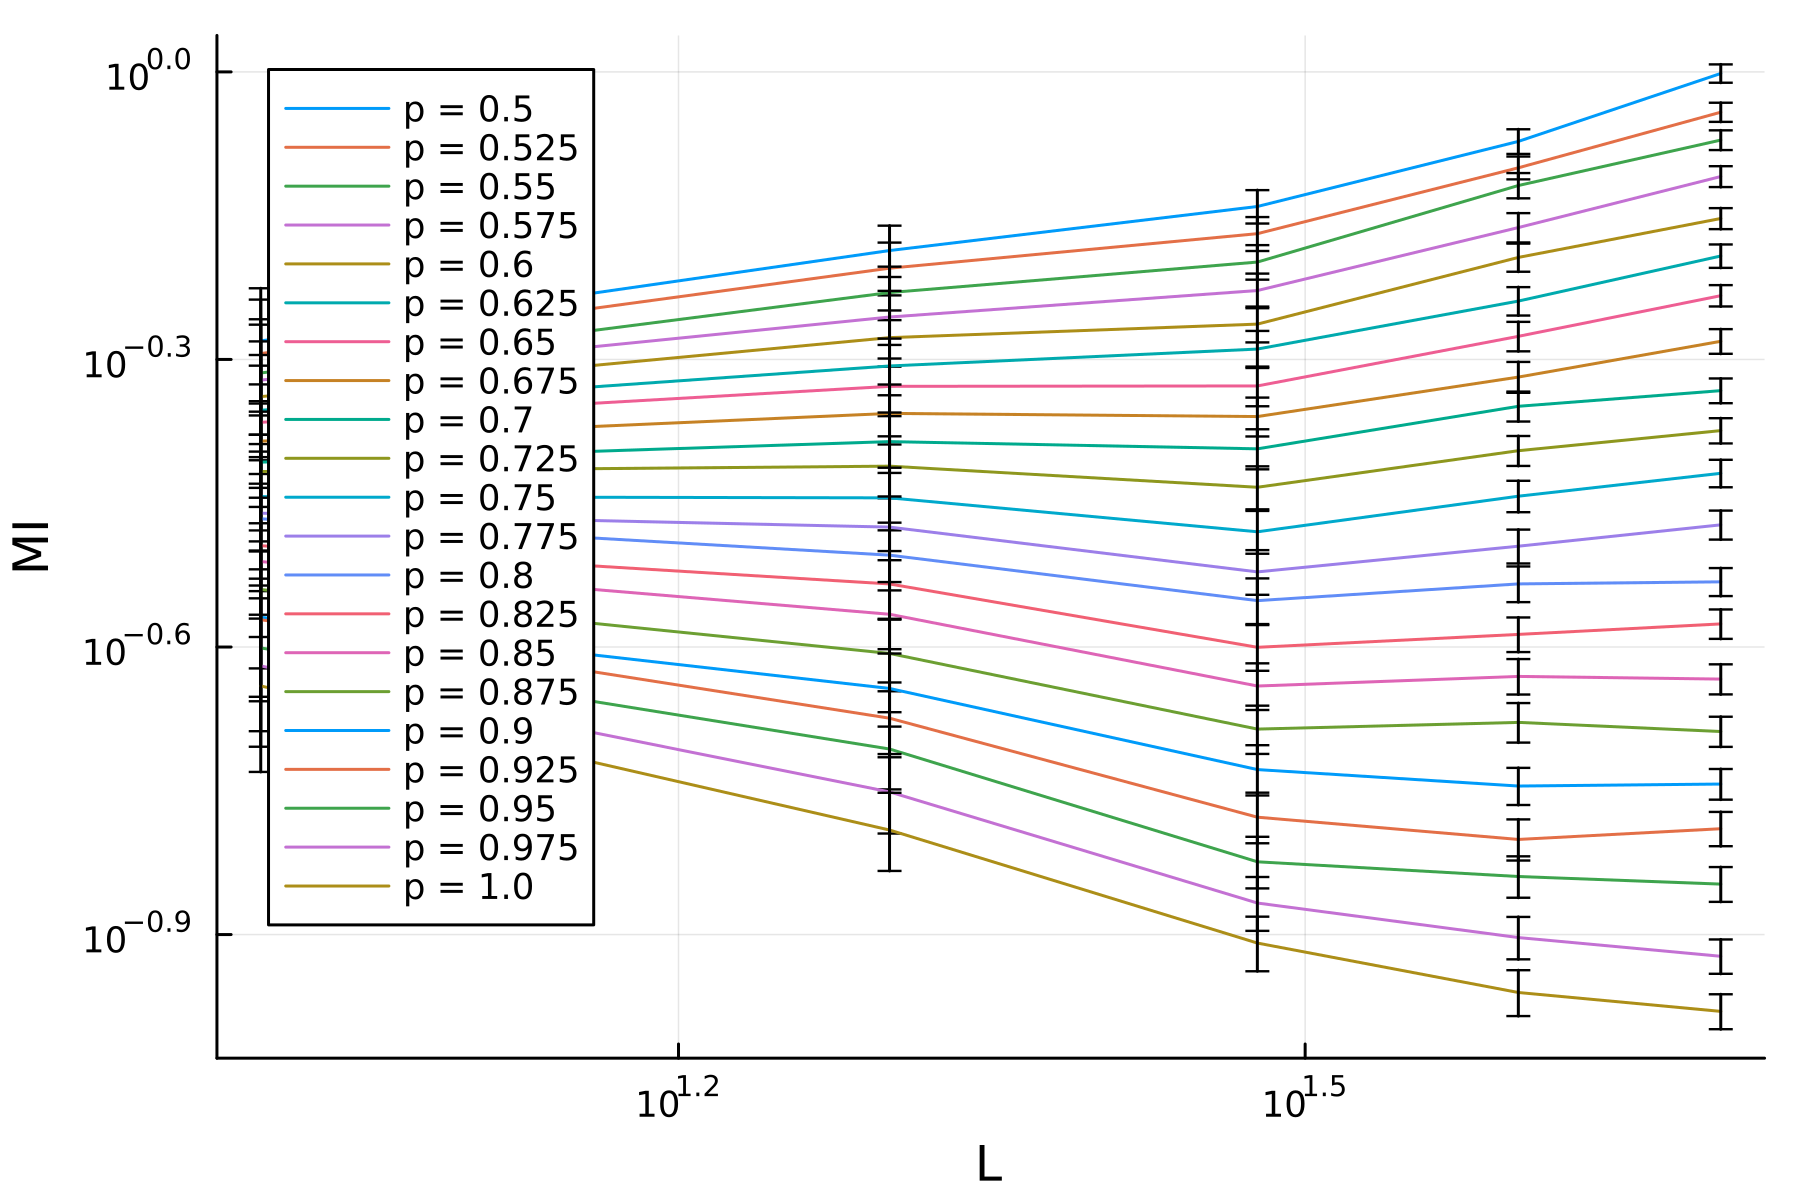 10^0.0
10^−0.3
10^−0.6
10^−0.9
MI
p = 0.5
p = 0.525
p = 0.55
p = 0.575
p = 0.6
p = 0.625
p = 0.65
p = 0.675
p = 0.7
p = 0.725
p = 0.75
p = 0.775
p = 0.8
p = 0.825
p = 0.85
p = 0.875
p = 0.9
p = 0.925
p = 0.95
p = 0.975
p = 1.0
10^1.2
10^1.5
L